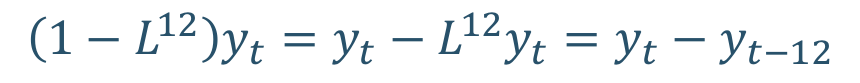 (1 − L¹²)yₜ = yₜ − L¹²yₜ = yₜ − yₜ₋₁₂